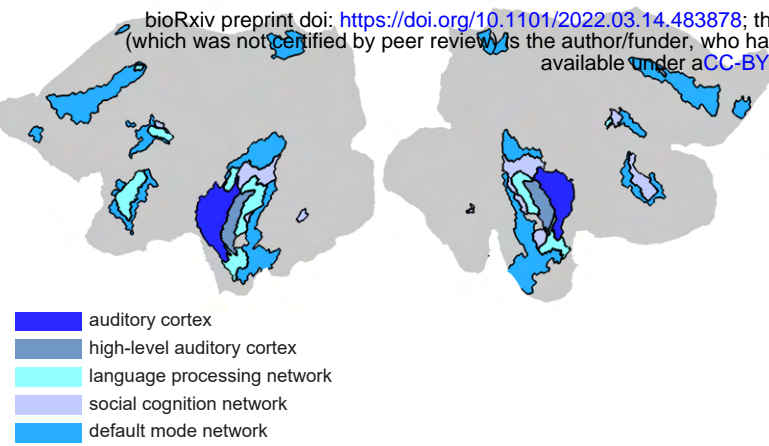 bioRxiv preprint doi: https://doi.org/10.1101/2022.03.14.483878; th
(which was not certified by peer review) is the author/funder, who ha
available under aCC-BY
auditory cortex
high-level auditory cortex
language processing network
social cognition network
default mode network